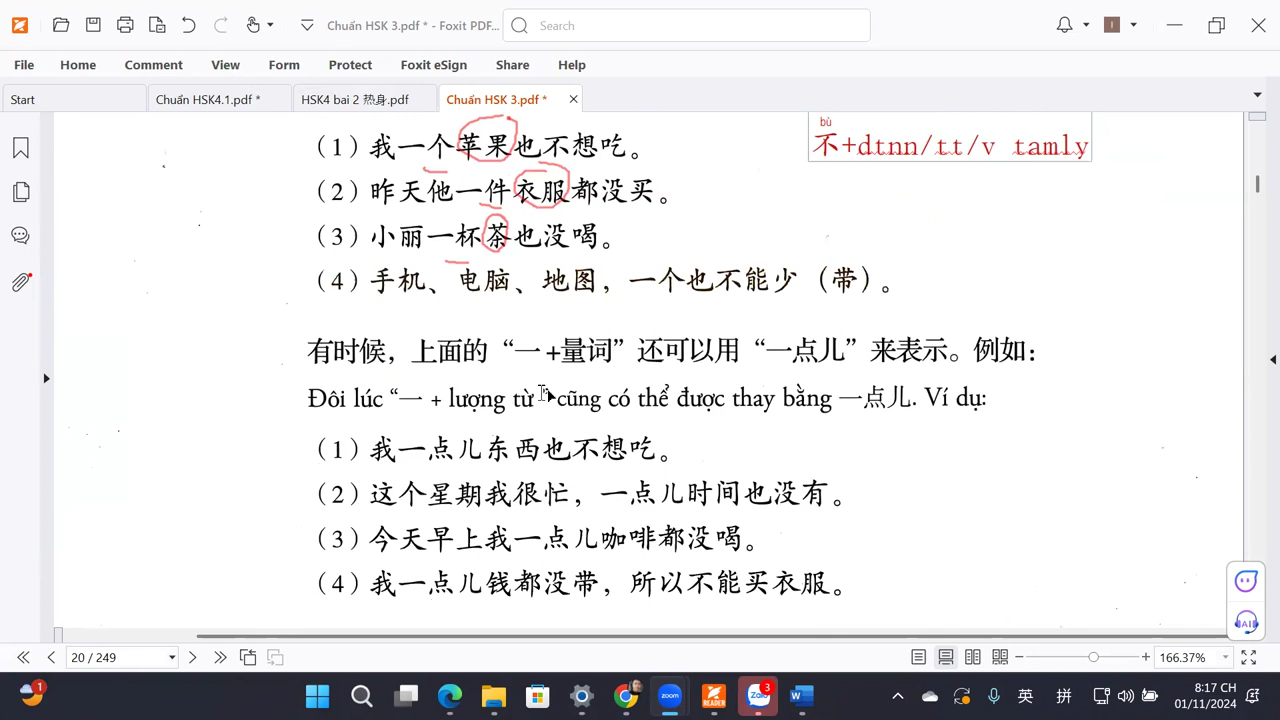 Chuẩn HSK 3.pdf * - Foxit PDF...
Search
I
File Home Comment View Form Protect Foxit eSign Share Help
Start
Chuẩn HSK4.1.pdf *
HSK4 bai 2 热身.pdf
Chuẩn HSK 3.pdf *
bù
不+dtnn/tt/v tamly
（1）我一个苹果也不想吃。
（2）昨天他一件衣服都没买。
（3）小丽一杯茶也没喝。
（4）手机、电脑、地图，一个也不能少（带）。
有时候，上面的“一 +量词”还可以用“一点儿”来表示。例如：
Đôi lúc “一 + lượng từ ” cũng có thể được thay bằng 一点儿. Ví dụ:
（1）我一点儿东西也不想吃。
（2）这个星期我很忙，一点儿时间也没有。
（3）今天早上我一点儿咖啡都没喝。
（4）我一点儿钱都没带，所以不能买衣服。
AI
20 / 249
166.37%
1
zoom
READER
Zalo
3
W
英
拼
8:17 CH
01/11/2024